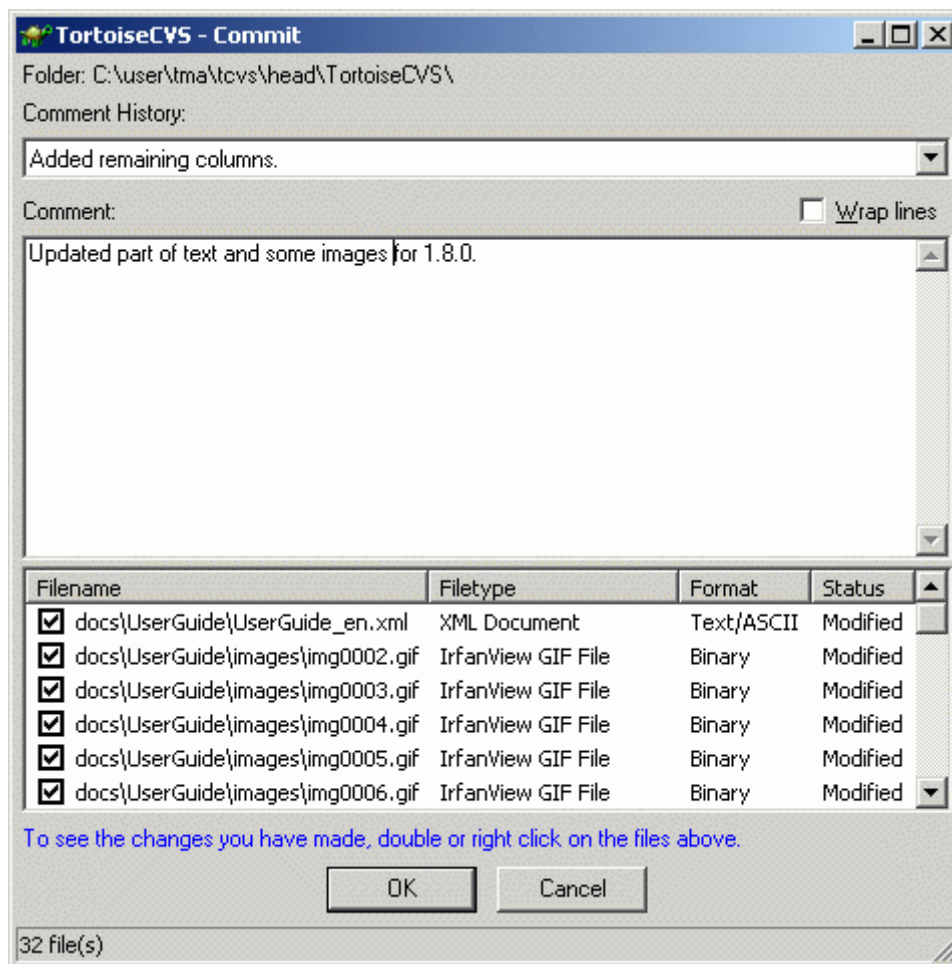 TortoiseCVS - Commit
Folder: C:\user\tma\tcvs\head\TortoiseCVS\
Comment History:
Added remaining columns.
Comment: Wrap lines
Updated part of text and some images for 1.8.0.
Filename Filetype Format Status
docs\UserGuide\UserGuide_en.xml XML Document Text/ASCII Modified
docs\UserGuide\images\img0002.gif IrfanView GIF File Binary Modified
docs\UserGuide\images\img0003.gif IrfanView GIF File Binary Modified
docs\UserGuide\images\img0004.gif IrfanView GIF File Binary Modified
docs\UserGuide\images\img0005.gif IrfanView GIF File Binary Modified
docs\UserGuide\images\img0006.gif IrfanView GIF File Binary Modified
To see the changes you have made, double or right click on the files above.
OK Cancel
32 file(s)